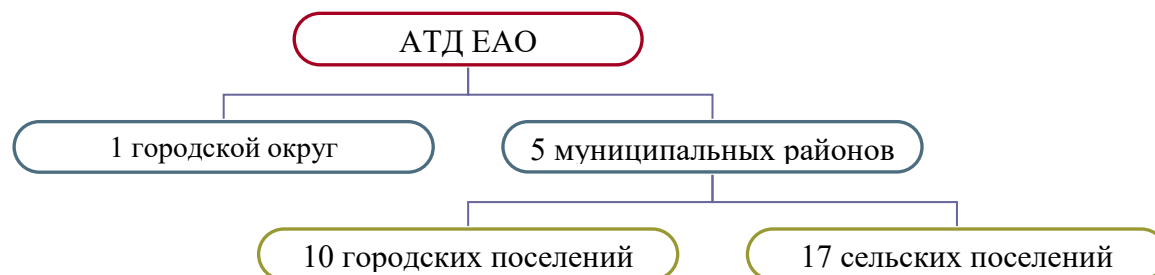 АТД ЕАО
1 городской округ
5 муниципальных районов
10 городских поселений
17 сельских поселений